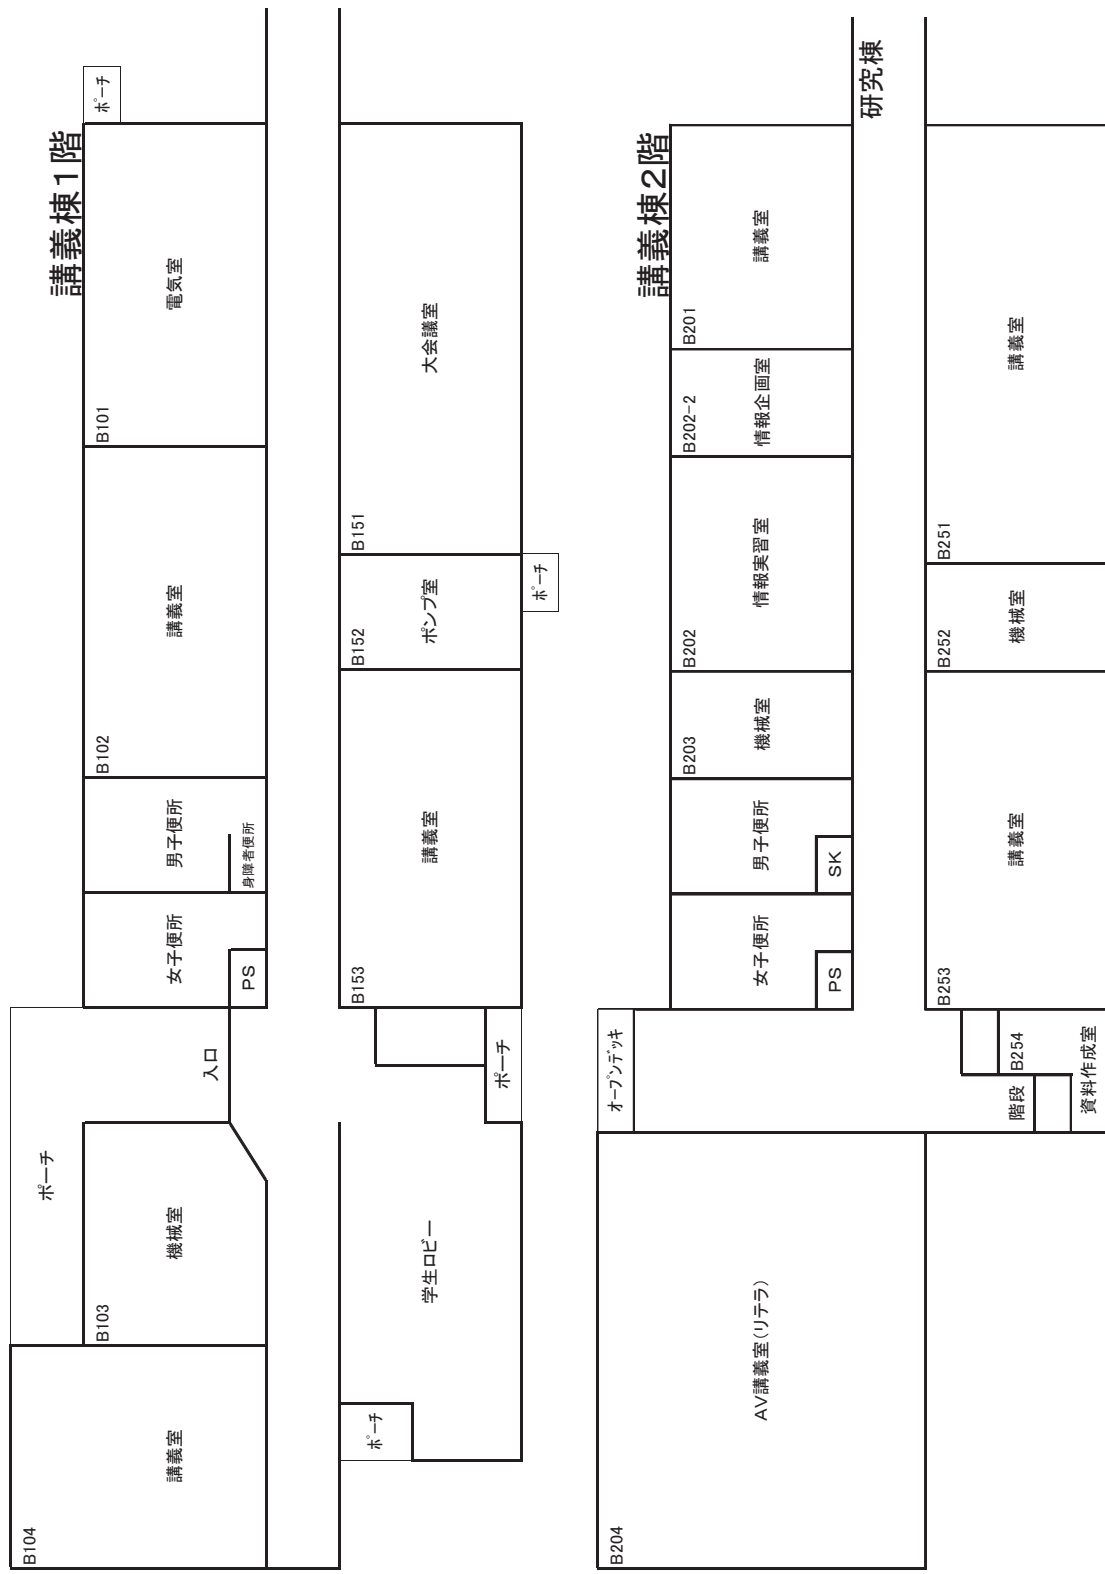 講義棟1階
ポーチ
B104
講義室
ポーチ
B103
機械室
入口
女子便所
PS
男子便所
身障者便所
B102
講義室
B101
電気室
ポーチ
ポーチ
学生ロビー
ポーチ
B153
講義室
B152
ポンプ室
ポーチ
B151
大会議室
講義棟2階
B204
AV講義室(リテラ)
オープンデッキ
女子便所
PS
男子便所
SK
B203
機械室
B202
情報実習室
B202-2
情報企画室
B201
講義室
研究棟
階段
B254
資料作成室
B253
講義室
B252
機械室
B251
講義室